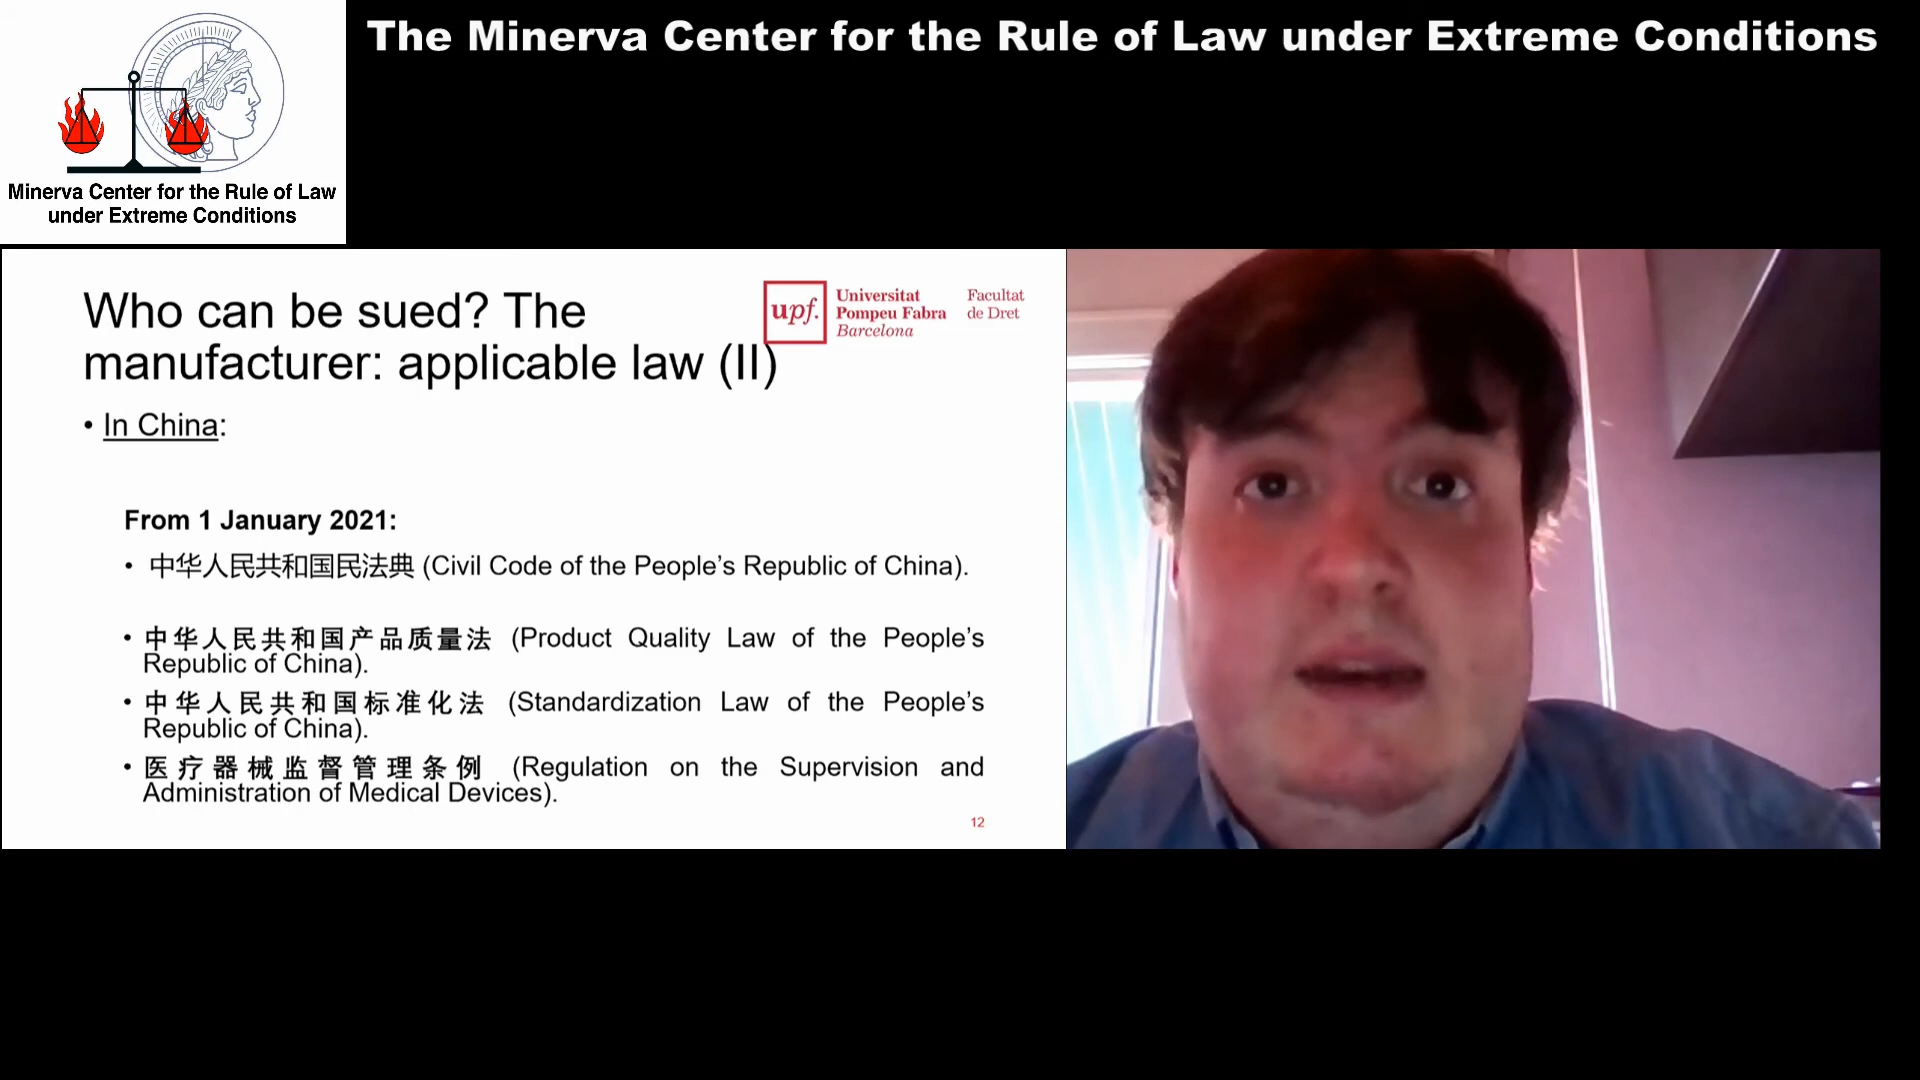 The Minerva Center for the Rule of Law under Extreme Conditions
Minerva Center for the Rule of Law
under Extreme Conditions
Who can be sued? The
manufacturer: applicable law (II)
upf.
Universitat
Pompeu Fabra
Barcelona
Facultat
de Dret
• In China:
From 1 January 2021:
• 中华人民共和国民法典 (Civil Code of the People’s Republic of China).
• 中华人民共和国产品质量法 (Product Quality Law of the People’s
Republic of China).
• 中华人民共和国标准化法 (Standardization Law of the People’s
Republic of China).
• 医疗器械监督管理条例 (Regulation on the Supervision and
Administration of Medical Devices).
12